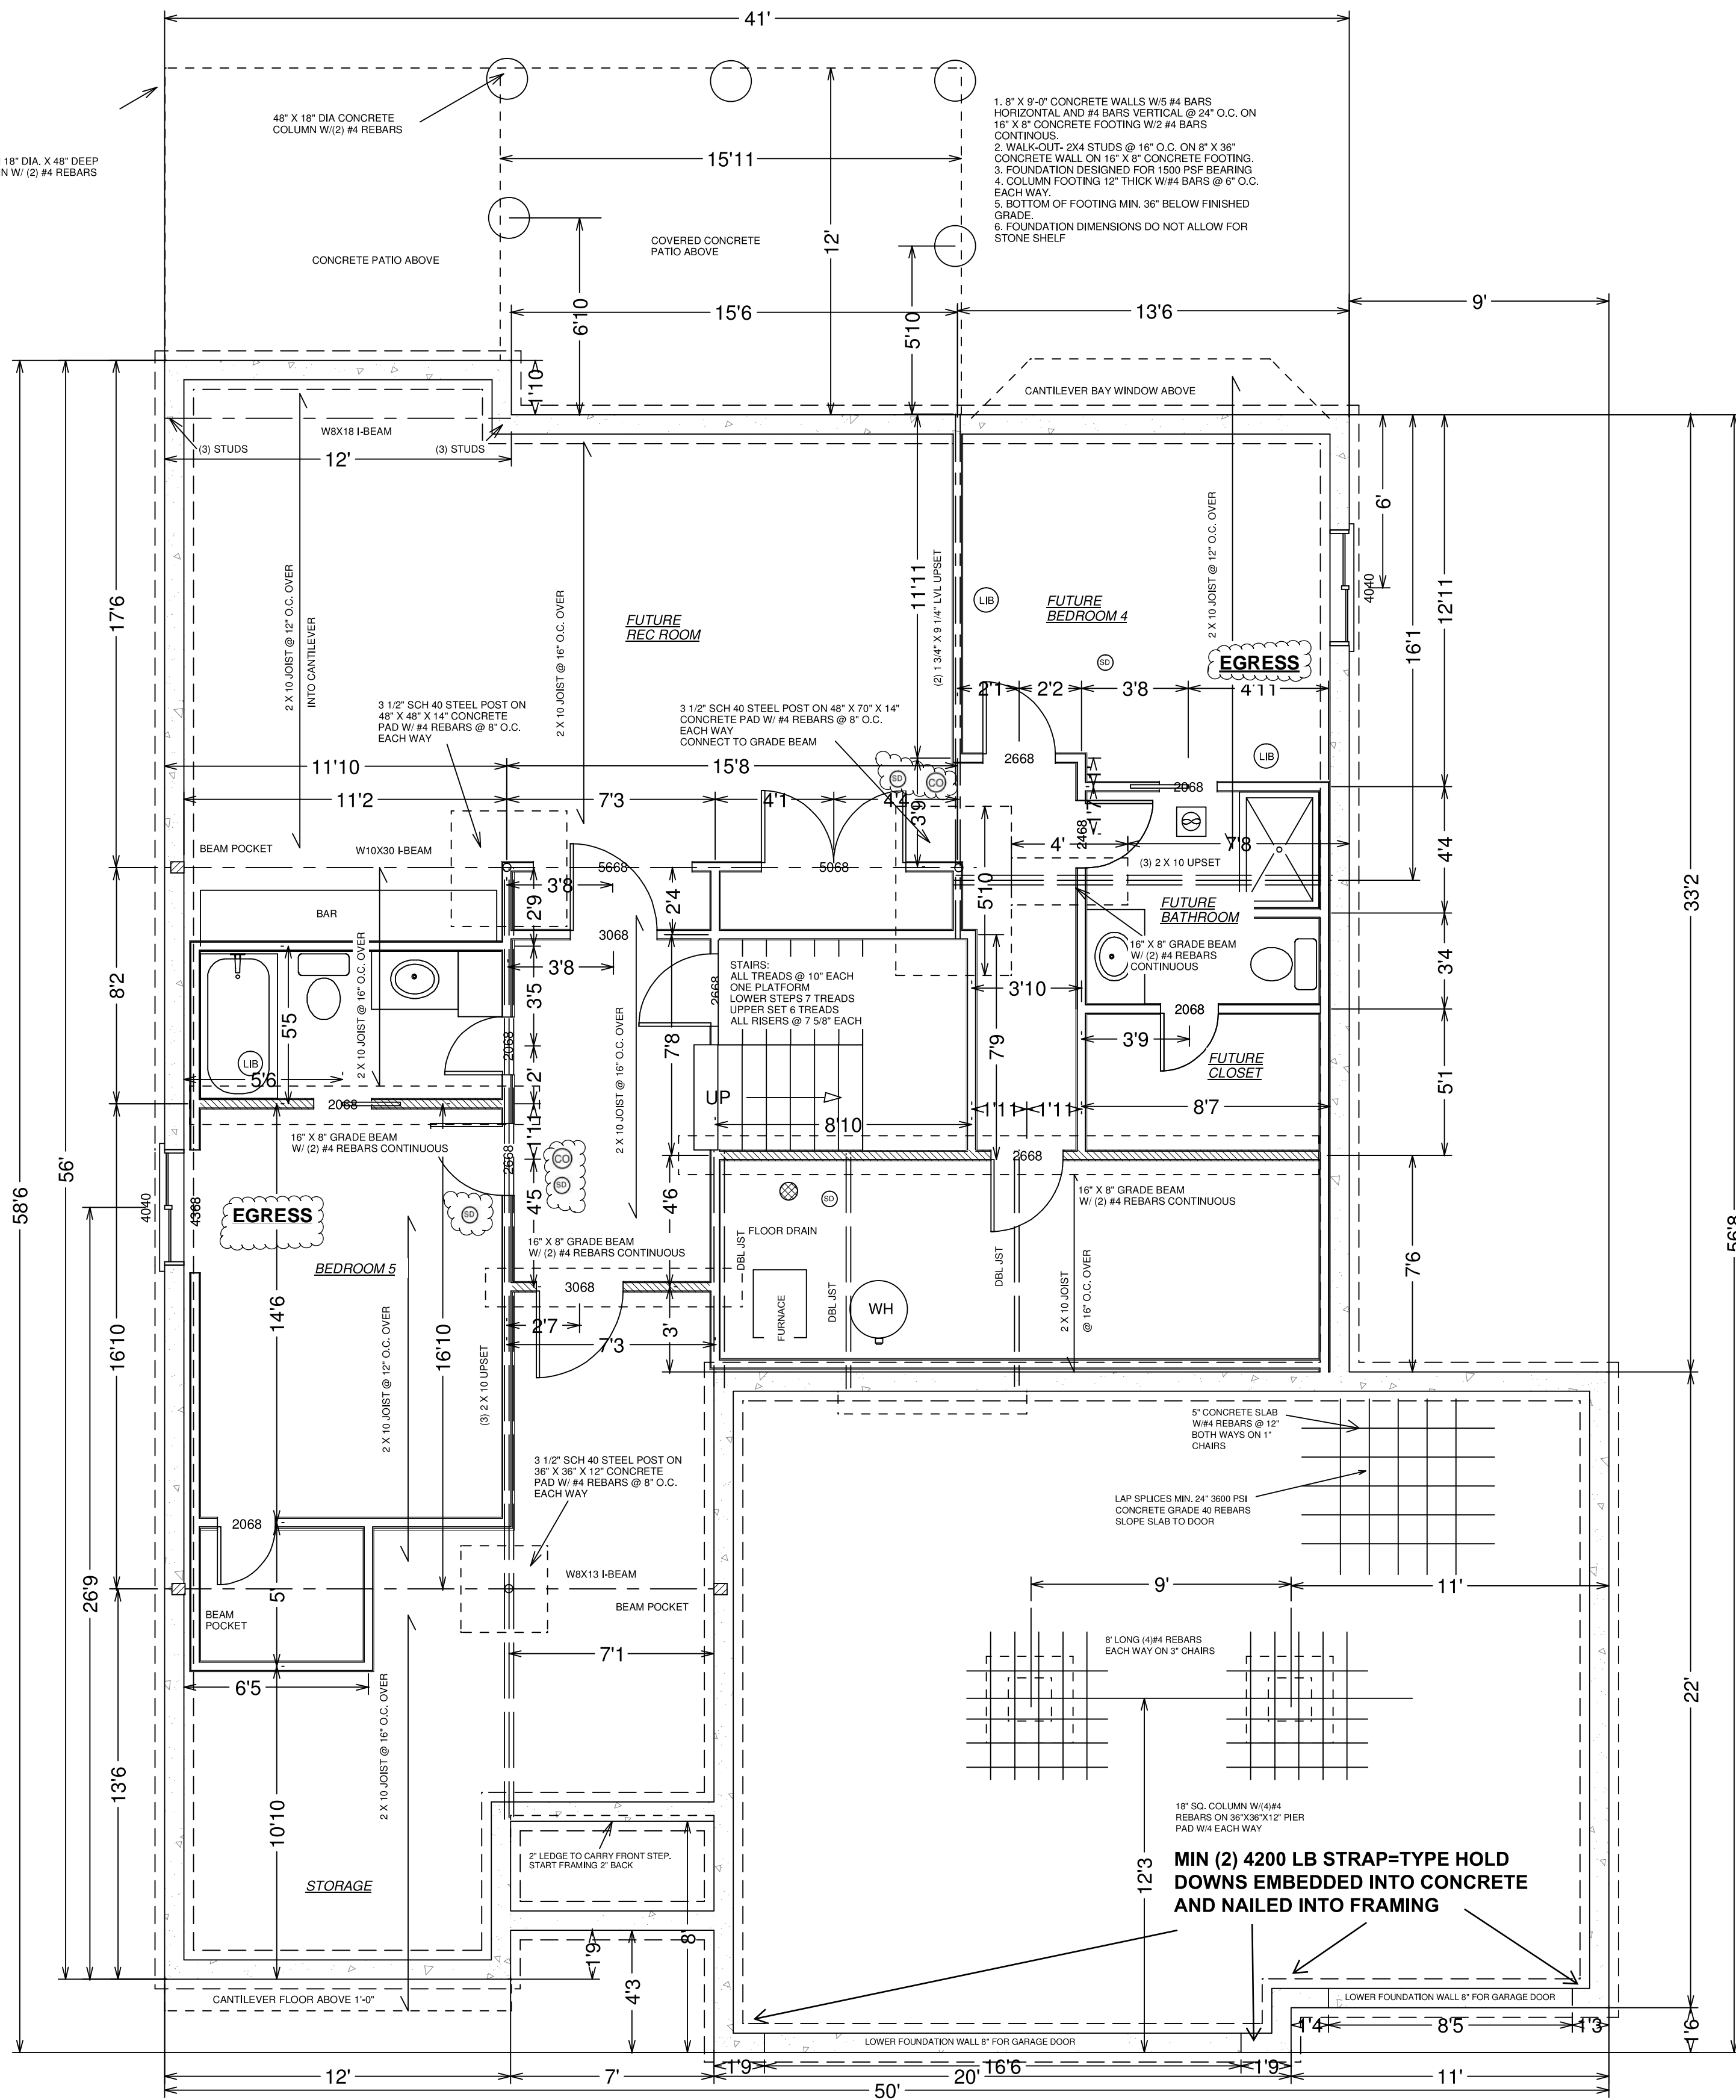 41'
48" X 18" DIA CONCRETE
COLUMN W/(2) #4 REBARS
18" DIA. X 48" DEEP
N W/ (2) #4 REBARS
15'11
12'
1. 8" X 9'-0" CONCRETE WALLS W/5 #4 BARS
HORIZONTAL AND #4 BARS VERTICAL @ 24" O.C. ON
16" X 8" CONCRETE FOOTING W/2 #4 BARS
CONTINOUS.
2. WALK-OUT- 2X4 STUDS @ 16" O.C. ON 8" X 36"
CONCRETE WALL ON 16" X 8" CONCRETE FOOTING.
3. FOUNDATION DESIGNED FOR 1500 PSF BEARING
4. COLUMN FOOTING 12" THICK W/#4 BARS @ 6" O.C.
EACH WAY.
5. BOTTOM OF FOOTING MIN. 36" BELOW FINISHED
GRADE.
6. FOUNDATION DIMENSIONS DO NOT ALLOW FOR
STONE SHELF
CONCRETE PATIO ABOVE
COVERED CONCRETE
PATIO ABOVE
6'10
5'10
15'6
13'6
9'
1'10
CANTILEVER BAY WINDOW ABOVE
W8X18 I-BEAM
(3) STUDS
(3) STUDS
12'
17'6
2 X 10 JOIST @ 12" O.C. OVER
INTO CANTILEVER
2 X 10 JOIST @ 16" O.C. OVER
FUTURE
REC ROOM
11'11
(2) 1 3/4" X 9 1/4" LVL UPSET
LIB
FUTURE
BEDROOM 4
SD
2 X 10 JOIST @ 12" O.C. OVER
EGRESS
6'
4040
16'1
12'11
33'2
2'1
2'2
3'8
4'11
3 1/2" SCH 40 STEEL POST ON
48" X 48" X 14" CONCRETE
PAD W/ #4 REBARS @ 8" O.C.
EACH WAY
3 1/2" SCH 40 STEEL POST ON 48" X 70" X 14"
CONCRETE PAD W/ #4 REBARS @ 8" O.C.
EACH WAY
CONNECT TO GRADE BEAM
11'10
15'8
SD
CO
2668
LIB
2068
11'2
7'3
4'1
4'4
3'9
1'7
2468
4'
7'8
BEAM POCKET
W10X30 I-BEAM
5668
5068
(3) 2 X 10 UPSET
4'4
8'2
3'8
2'9
2'4
5'10
BAR
FUTURE
BATHROOM
3068
3'8
16" X 8" GRADE BEAM
W/ (2) #4 REBARS
CONTINUOUS
3'4
STAIRS:
ALL TREADS @ 10" EACH
ONE PLATFORM
LOWER STEPS 7 TREADS
UPPER SET 6 TREADS
ALL RISERS @ 7 5/8" EACH
2668
3'10
2068
3'9
2 X 10 JOIST @ 16" O.C. OVER
5'5
3'5
2068
2'
7'8
7'9
2 X 10 JOIST @ 16" O.C. OVER
FUTURE
CLOSET
5'1
LIB
5'6
UP
2068
1'11
1'11
1'11
8'7
8'10
16" X 8" GRADE BEAM
W/ (2) #4 REBARS CONTINUOUS
2668
2668
CO
SD
58'6
56'
16'10
4040
4368
EGRESS
SD
4'5
4'6
SD
16" X 8" GRADE BEAM
W/ (2) #4 REBARS CONTINUOUS
FLOOR DRAIN
16" X 8" GRADE BEAM
W/ (2) #4 REBARS CONTINUOUS
7'6
56'8
BEDROOM 5
3068
DBL JST
FURNACE
DBL JST
WH
DBL JST
2 X 10 JOIST
@ 16" O.C. OVER
14'6
16'10
2'7
7'3
3'
2 X 10 JOIST @ 12" O.C. OVER
(3) 2 X 10 UPSET
5" CONCRETE SLAB
W/#4 REBARS @ 12"
BOTH WAYS ON 1"
CHAIRS
3 1/2" SCH 40 STEEL POST ON
36" X 36" X 12" CONCRETE
PAD W/ #4 REBARS @ 8" O.C.
EACH WAY
LAP SPLICES MIN. 24" 3600 PSI
CONCRETE GRADE 40 REBARS
SLOPE SLAB TO DOOR
2068
26'9
5'
BEAM
POCKET
W8X13 I-BEAM
BEAM POCKET
9'
11'
7'1
8' LONG (4)#4 REBARS
EACH WAY ON 3" CHAIRS
22'
6'5
2 X 10 JOIST @ 16" O.C. OVER
13'6
10'10
12'3
18" SQ. COLUMN W/(4)#4
REBARS ON 36"X36"X12" PIER
PAD W/4 EACH WAY
2" LEDGE TO CARRY FRONT STEP.
START FRAMING 2" BACK
MIN (2) 4200 LB STRAP=TYPE HOLD
DOWNS EMBEDDED INTO CONCRETE
AND NAILED INTO FRAMING
STORAGE
8'
1'9
4'3
CANTILEVER FLOOR ABOVE 1'-0"
LOWER FOUNDATION WALL 8" FOR GARAGE DOOR
1'4
8'5
1'3
1'6
LOWER FOUNDATION WALL 8" FOR GARAGE DOOR
1'9
16'6
1'9
12'
7'
20'
11'
50'